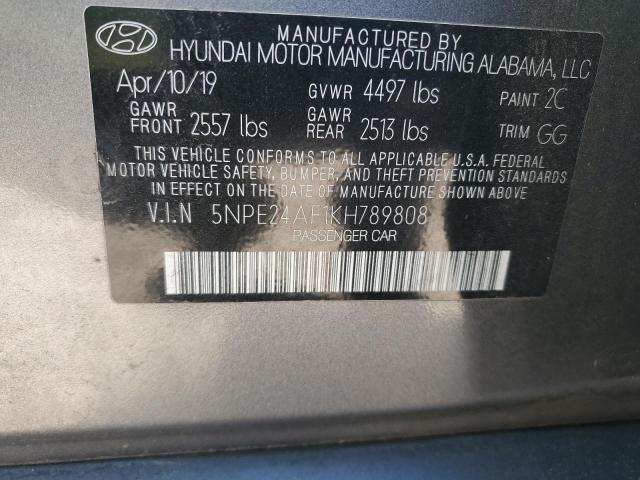 MANUFACTURED BY
HYUNDAI MOTOR MANUFACTURING ALABAMA, LLC
Apr/10/19 GVWR 4497 lbs PAINT 2C
GAWR FRONT 2557 lbs GAWR REAR 2513 lbs TRIM GG
THIS VEHICLE CONFORMS TO ALL APPLICABLE U.S.A. FEDERAL
MOTOR VEHICLE SAFETY, BUMPER, AND THEFT PREVENTION STANDARDS
IN EFFECT ON THE DATE OF MANUFACTURE SHOWN ABOVE.
V.I.N 5NPE24AF1KH789808
PASSENGER CAR